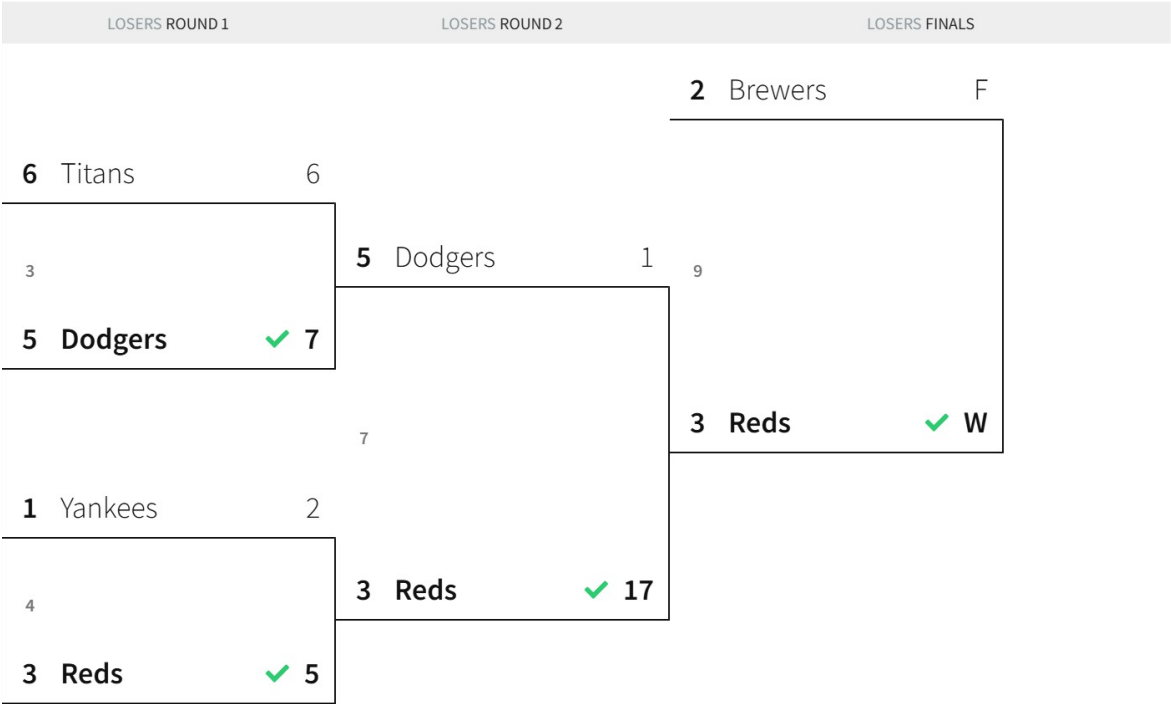 LOSERS ROUND 1 LOSERS ROUND 2 LOSERS FINALS
2 Brewers F
6 Titans 6
5 Dodgers 1
3
9
5 Dodgers 7
3 Reds W
7
1 Yankees 2
3 Reds 17
4
3 Reds 5